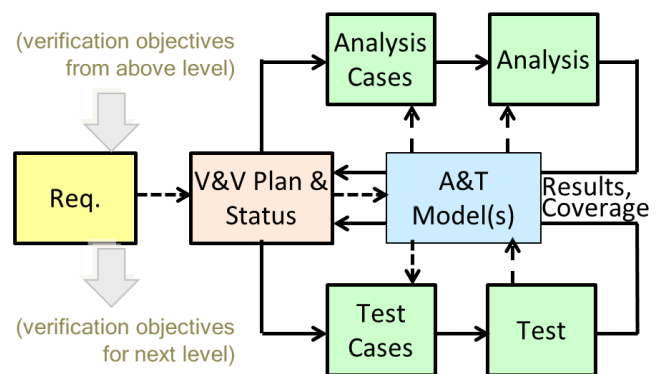 (verification objectives
from above level)
Analysis
Cases
Analysis
Req.
V&V Plan &
Status
A&T
Model(s)
Results,
Coverage
(verification objectives
for next level)
Test
Cases
Test